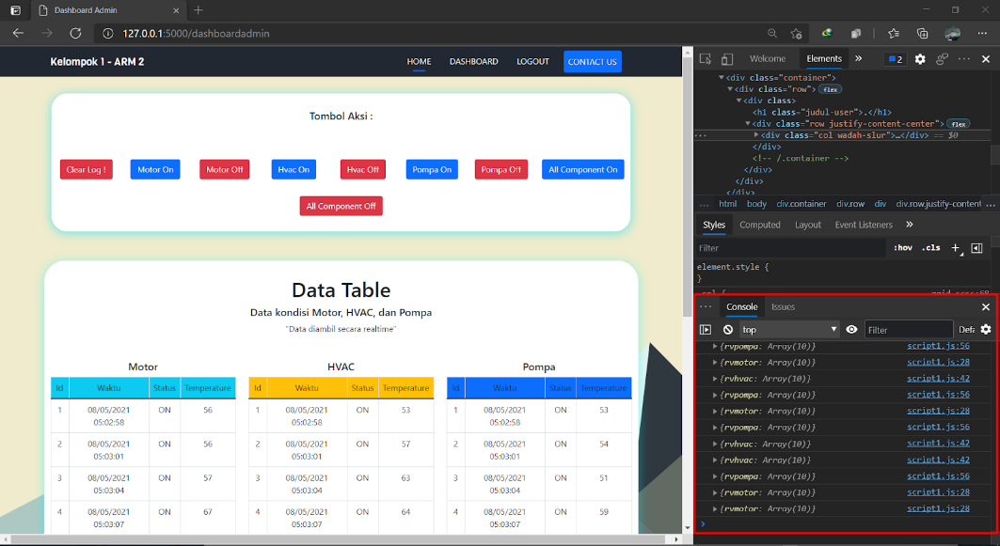 Dashboard Admin
127.0.0.1:5000/dashboardadmin
Kelompok 1 - ARM 2
HOME DASHBOARD LOGOUT CONTACT US
Tombol Aksi :
Clear Log ! Motor On Motor Off Hvac On Hvac Off Pompa On Pompa Off All Component On
All Component Off
Data Table
Data kondisi Motor, HVAC, dan Pompa
"Data diambil secara realtime"
Motor HVAC Pompa
Id Waktu Status Temperature Id Waktu Status Temperature Id Waktu Status Temperature
1 08/05/2021 05:02:58 ON 56 1 08/05/2021 05:02:58 ON 53 1 08/05/2021 05:02:58 ON 53
2 08/05/2021 05:03:01 ON 56 2 08/05/2021 05:03:01 ON 57 2 08/05/2021 05:03:01 ON 54
3 08/05/2021 05:03:04 ON 57 3 08/05/2021 05:03:04 ON 63 3 08/05/2021 05:03:04 ON 51
4 08/05/2021 05:03:07 ON 67 4 08/05/2021 05:03:07 ON 64 4 08/05/2021 05:03:07 ON 59
Welcome Elements 2
<div class="container">
<div class="row"> flex
<div class>
<h1 class="judul-user">.</h1>
<div class="row justify-content-center"> flex
<div class="col wadah-slur">…</div> == $0
</div>
<!-- /.container -->
</div>
</div>
</div>
... html body div.container div.row div div.row.justify-content ...
Styles Computed Layout Event Listeners
Filter :hov .cls
element.style {
}
Console Issues
top Filter Defa
{rvpompa: Array(10)} script1.js:56
{rvmotor: Array(10)} script1.js:28
{rvhvac: Array(10)} script1.js:42
{rvpompa: Array(10)} script1.js:56
{rvmotor: Array(10)} script1.js:28
{rvpompa: Array(10)} script1.js:56
{rvhvac: Array(10)} script1.js:42
{rvhvac: Array(10)} script1.js:42
{rvpompa: Array(10)} script1.js:56
{rvmotor: Array(10)} script1.js:28
{rvmotor: Array(10)} script1.js:28